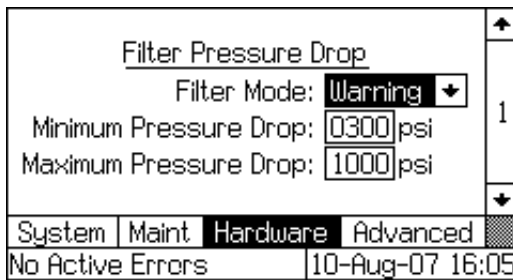 Filter Pressure Drop
Filter Mode: Warning
Minimum Pressure Drop: 0300 psi
Maximum Pressure Drop: 1000 psi
1
System Maint Hardware Advanced
No Active Errors 10-Aug-07 16:05